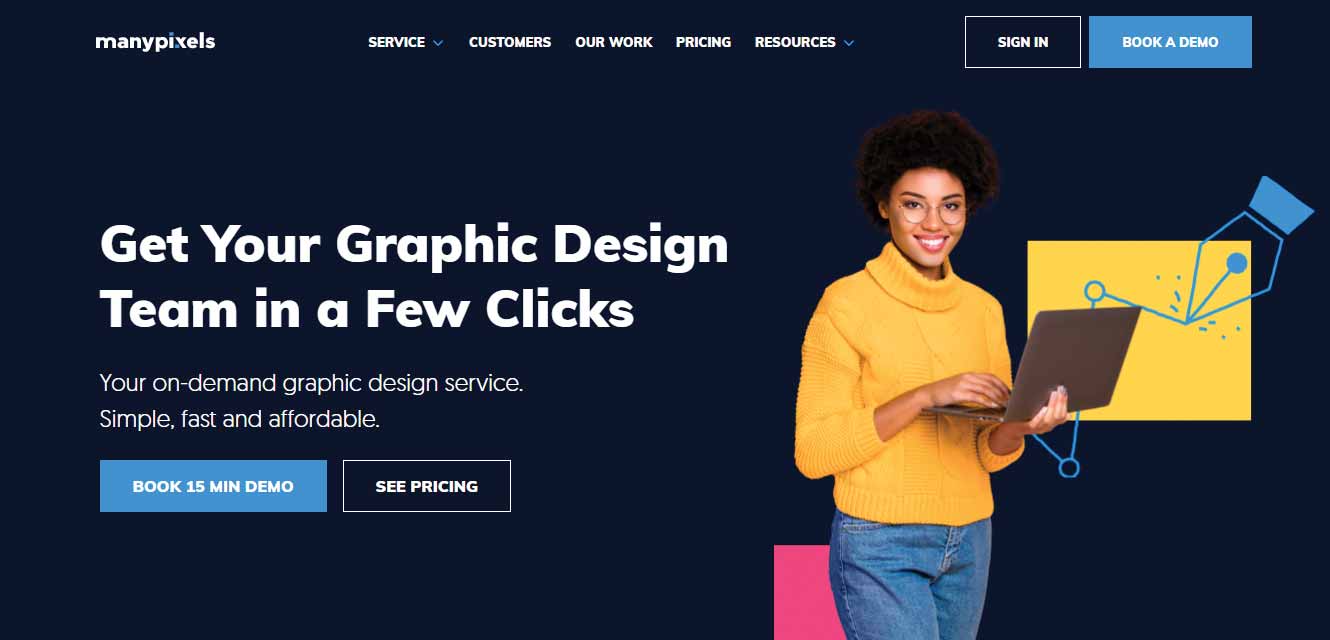 manypixels
SERVICE
CUSTOMERS
OUR WORK
PRICING
RESOURCES
SIGN IN
BOOK A DEMO
Get Your Graphic Design
Team in a Few Clicks
Your on-demand graphic design service.
Simple, fast and affordable.
BOOK 15 MIN DEMO
SEE PRICING